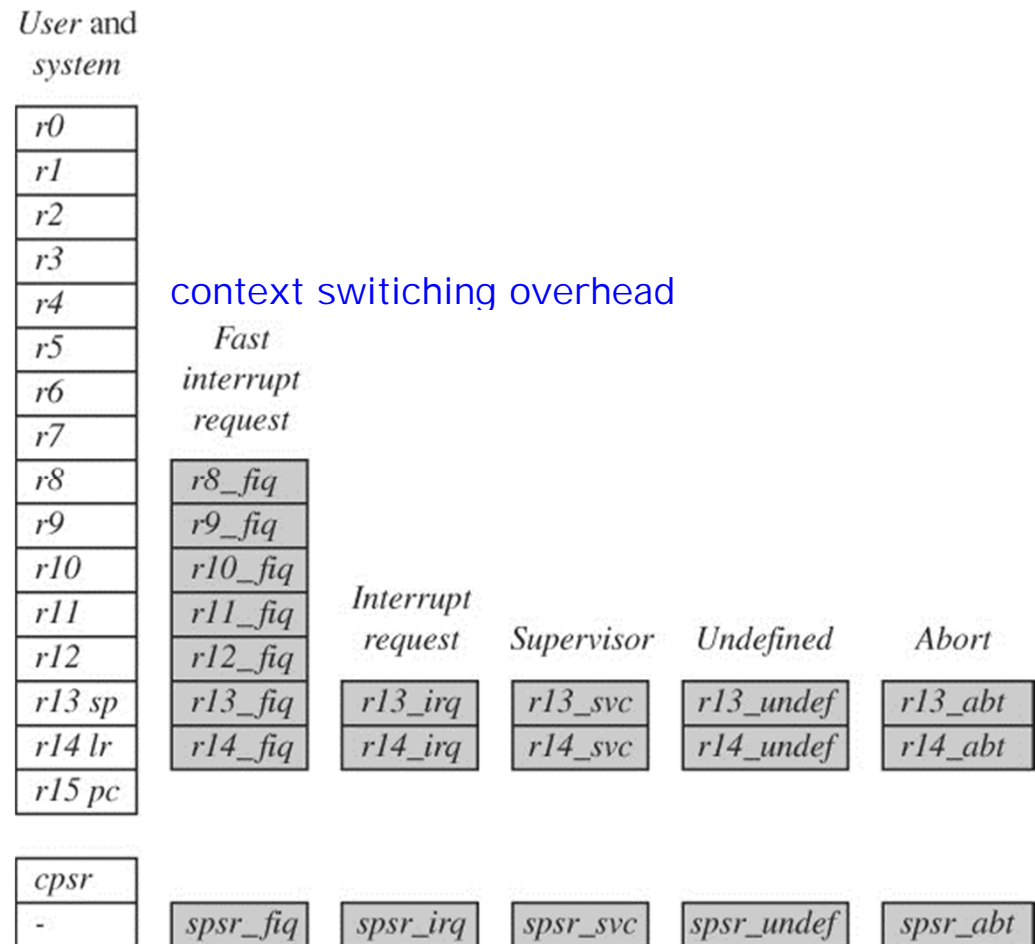 User and
system
r0
r1
r2
r3
r4
r5
r6
r7
r8
r9
r10
r11
r12
r13 sp
r14 lr
r15 pc
cpsr
-
context switiching overhead
Fast
interrupt
request
r8_fiq
r9_fiq
r10_fiq
r11_fiq
r12_fiq
r13_fiq
r14_fiq
spsr_fiq
Interrupt
request
r13_irq
r14_irq
spsr_irq
Supervisor
r13_svc
r14_svc
spsr_svc
Undefined
r13_undef
r14_undef
spsr_undef
Abort
r13_abt
r14_abt
spsr_abt